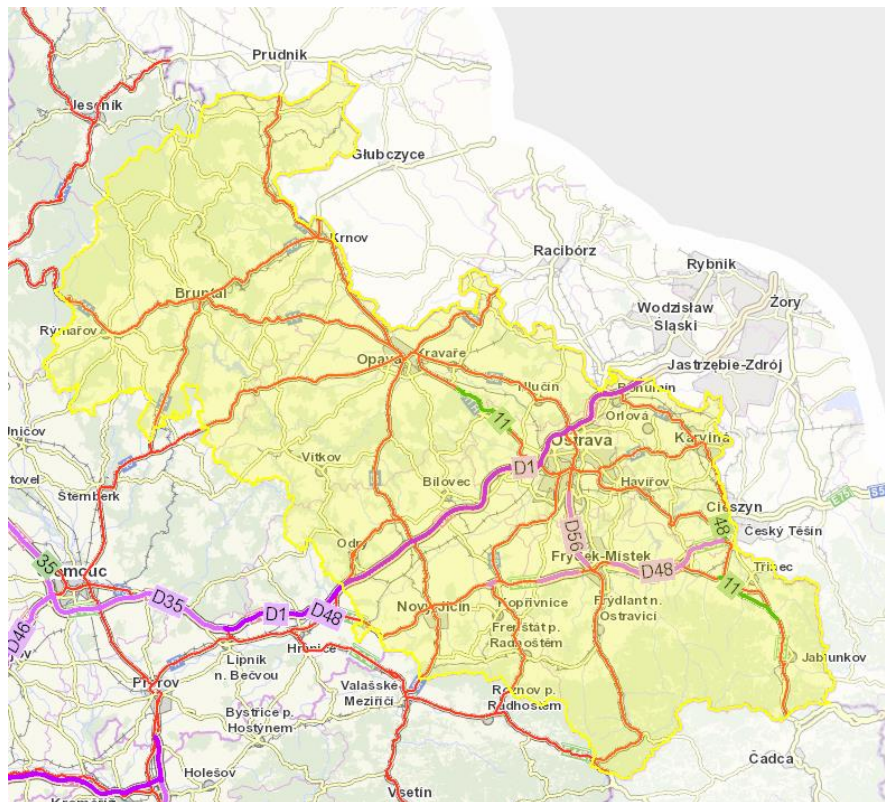 Prudnik
Jeseník
Głubczyce
Krnov
Racibórz
Rybnik
Bruntál
Żory
Wodzisław
Śląski
Rýmařov
Opava
Kravaře
Jastrzębie-Zdrój
Hlučín
Bohumín
Orlová
11
Ostrava
Karviná
D1
Vítkov
Bílovec
Havířov
Šternberk
E75
Cieszyn
Český Těšín
48
D56
Odry
35
Frýdek-Místek
D48
Třinec
11
D35
D1
D48
Nový Jičín
Kopřivnice
Frýdlant n.
Ostravicí
D46
Frenštát p.
Radhoštěm
Lipník
n. Bečvou
Hranice
Jablunkov
Přerov
Valašské
Meziříčí
Rožnov p.
Radhoštěm
Bystřice p.
Hostýnem
Čadca
Holešov
Vsetín
Kroměříž